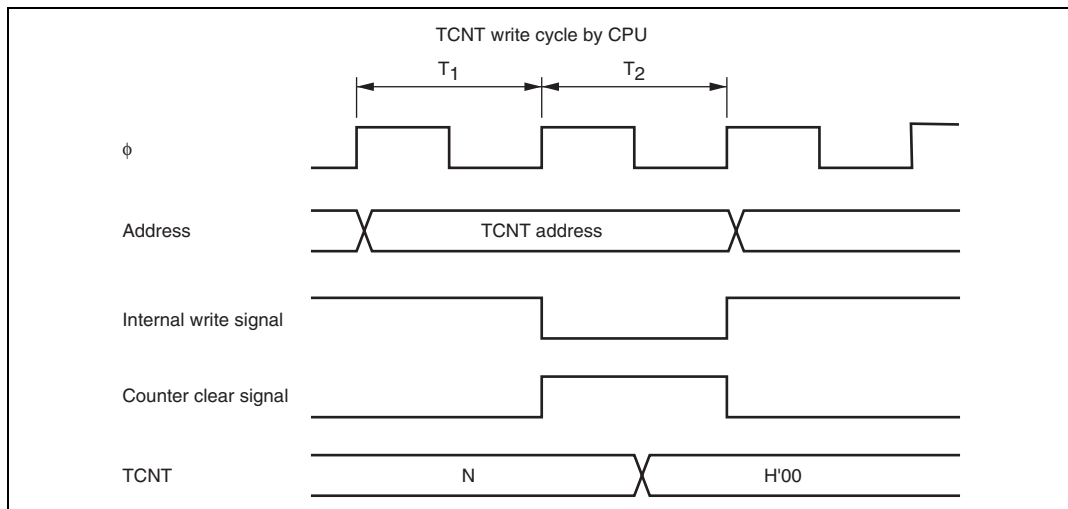 TCNT write cycle by CPU
T1 T2
ϕ
Address TCNT address
Internal write signal
Counter clear signal
TCNT N H'00